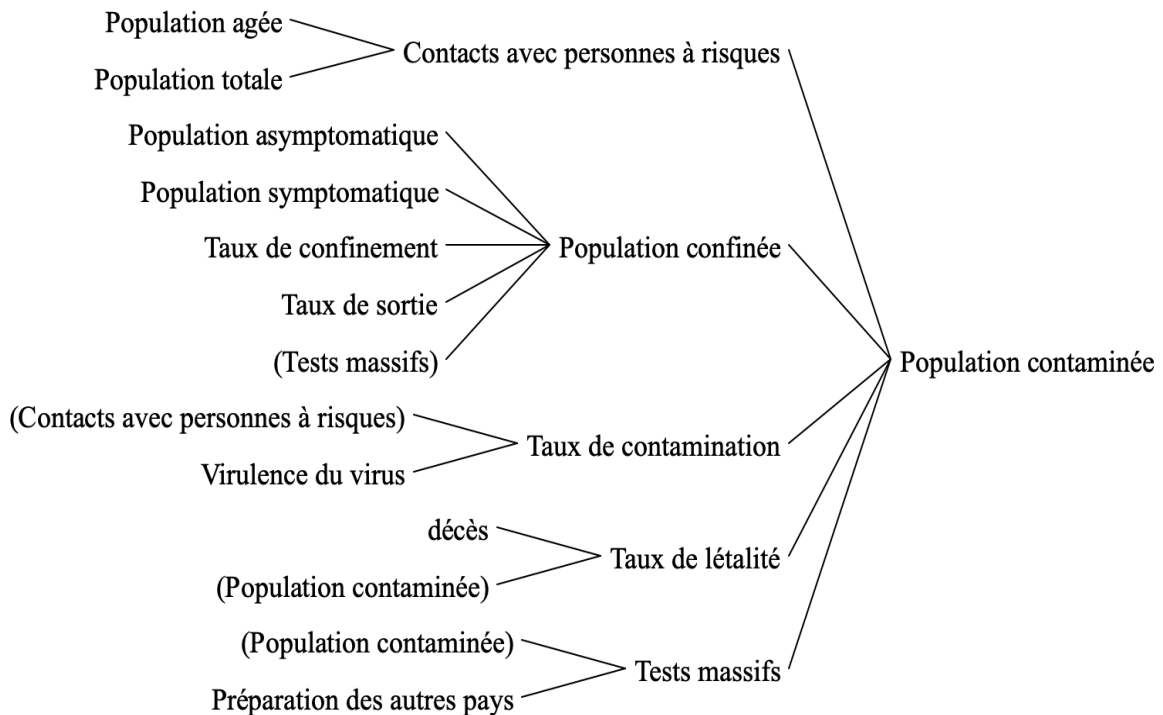 Population agée
Contacts avec personnes à risques
Population totale
Population asymptomatique
Population symptomatique
Taux de confinement
Population confinée
Taux de sortie
(Tests massifs)
Population contaminée
(Contacts avec personnes à risques)
Taux de contamination
Virulence du virus
décès
Taux de létalité
(Population contaminée)
(Population contaminée)
Tests massifs
Préparation des autres pays